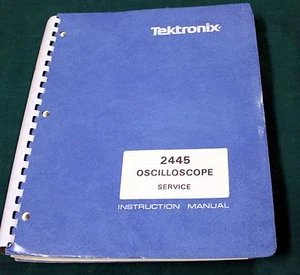 Tektronix
2445
OSCILLOSCOPE
SERVICE
INSTRUCTION MANUAL